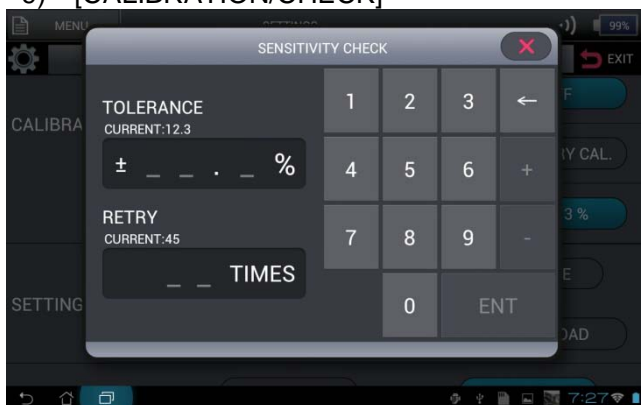 [CALIBRATION/CHECK]
MENU
SETTINGS
99%
SENSITIVITY CHECK
EXIT
CALIBRA
TOLERANCE
CURRENT:12.3
± _ _ . _ %
1 2 3 ←
4 5 6 +
7 8 9 -
0 ENT
RY CAL.
3 %
RETRY
CURRENT:45
_ _ TIMES
SETTING
OAD
7:27